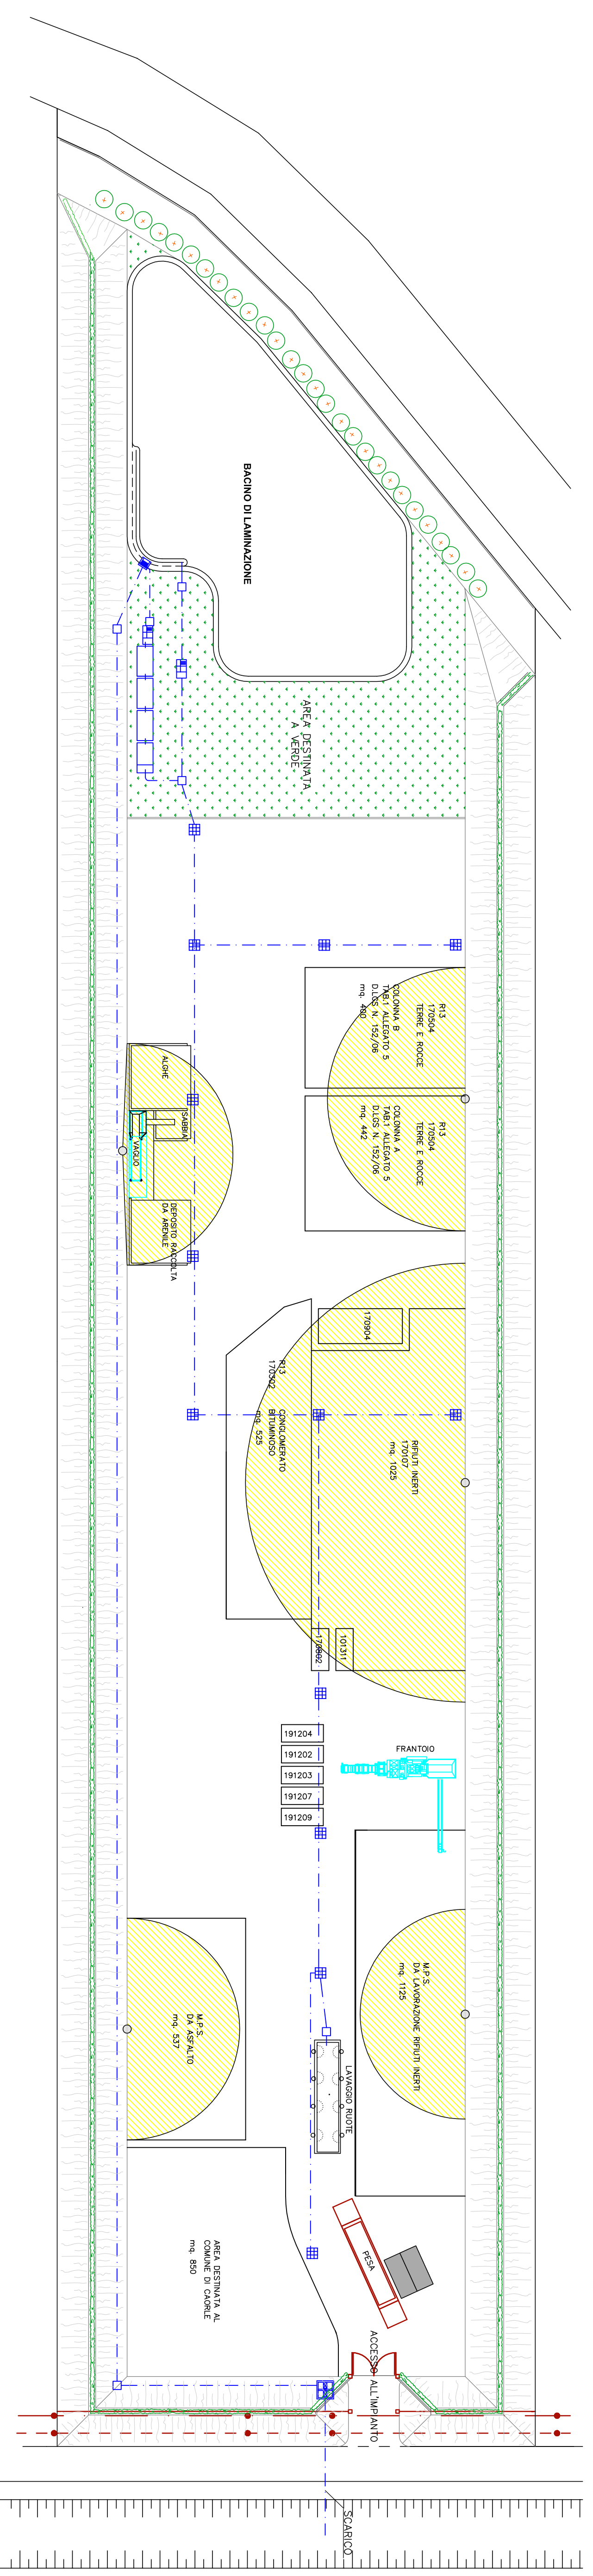 BACINO DI LAMINAZIONE
AREA DESTINATA
A VERDE
R13
170504
TERRE E ROCCE
COLONNA B
TAB.1 ALLEGATO 5
D.LGS N. 152/06
mq. 400
R13
170504
TERRE E ROCCE
COLONNA A
TAB.1 ALLEGATO 5
D.LGS N. 152/06
mq. 442
ALGHE
SABBIA
VAGLIO
DEPOSITO RACCOLTA
DA ARENILE
170904
R13
170302
CONGLOMERATO
BITUMINOSO
mq. 525
RIFIUTI INERTI
170107
mq. 1025
170802
101311
191204
191202
191203
191207
191209
FRANTOIO
M.P.S.
DA LAVORAZIONE RIFIUTI INERTI
mq. 1125
M.P.S.
DA ASFALTO
mq. 537
LAVAGGIO RUOTE
PESA
AREA DESTINATA AL
COMUNE DI CAORLE
mq. 850
ACCESSO ALL'IMPIANTO
SCARICO